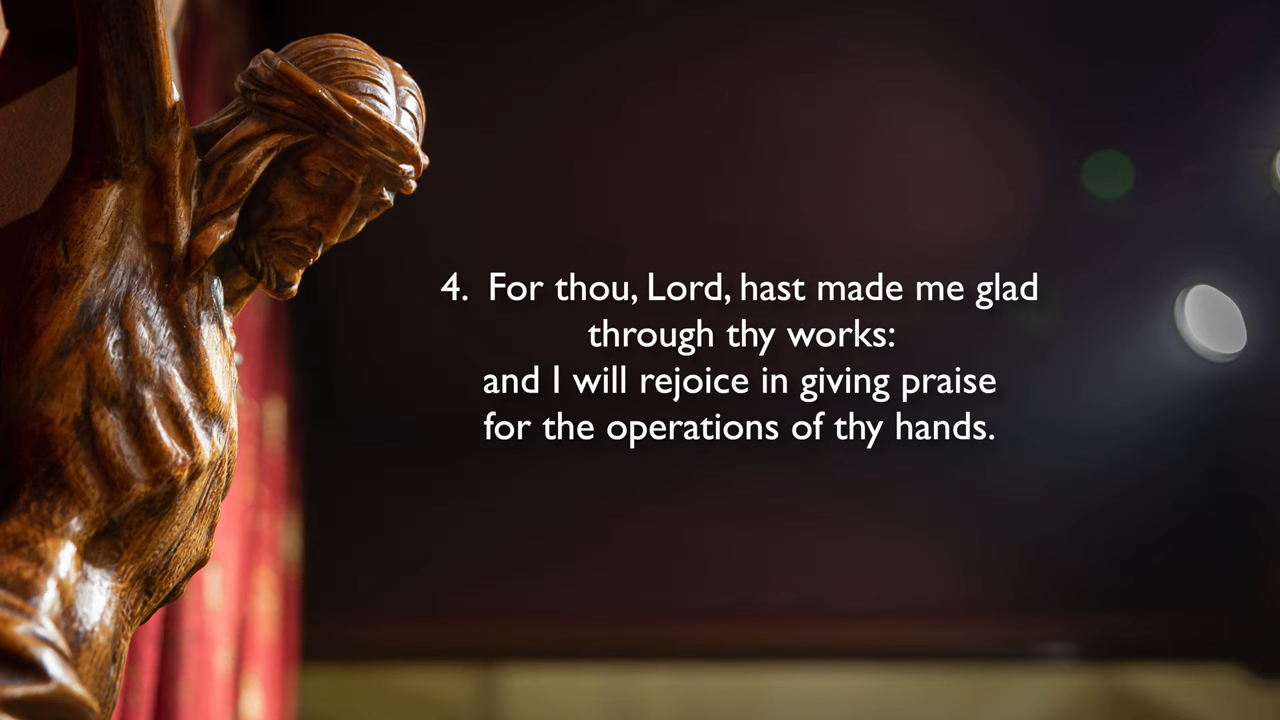 4. For thou, Lord, hast made me glad
through thy works:
and I will rejoice in giving praise
for the operations of thy hands.